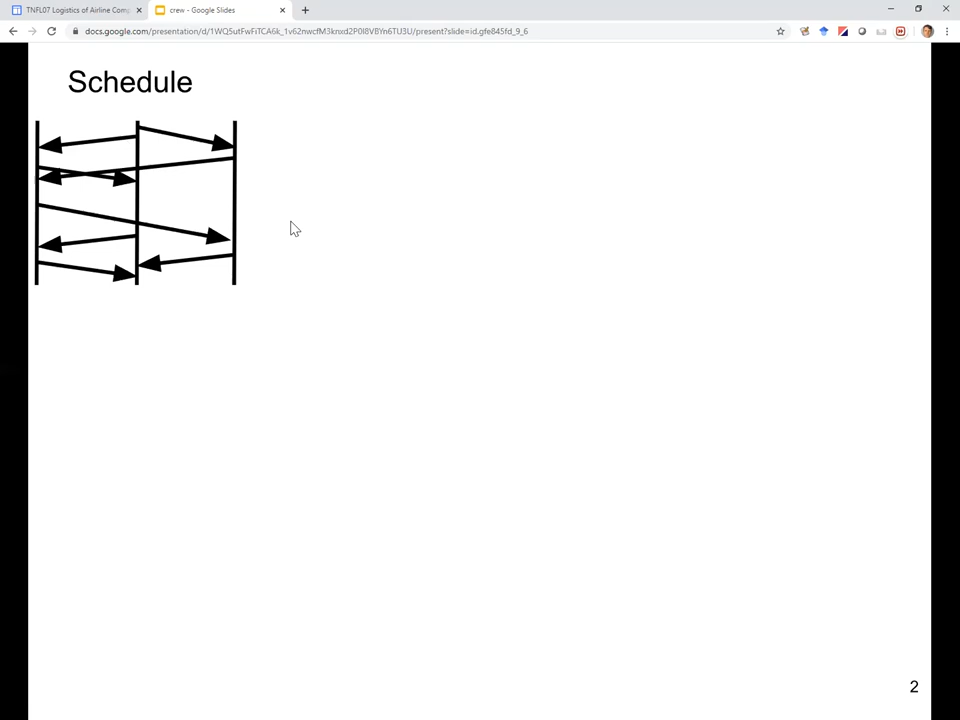 TNFL07 Logistics of Airline Comp
crew - Google Slides
docs.google.com/presentation/d/1WQ5utFwFiTCA6k_1v62nwcfM3knxd2P0I8VBYn6TU3U/present?slide=id.gfe845fd_9_6
Schedule
2